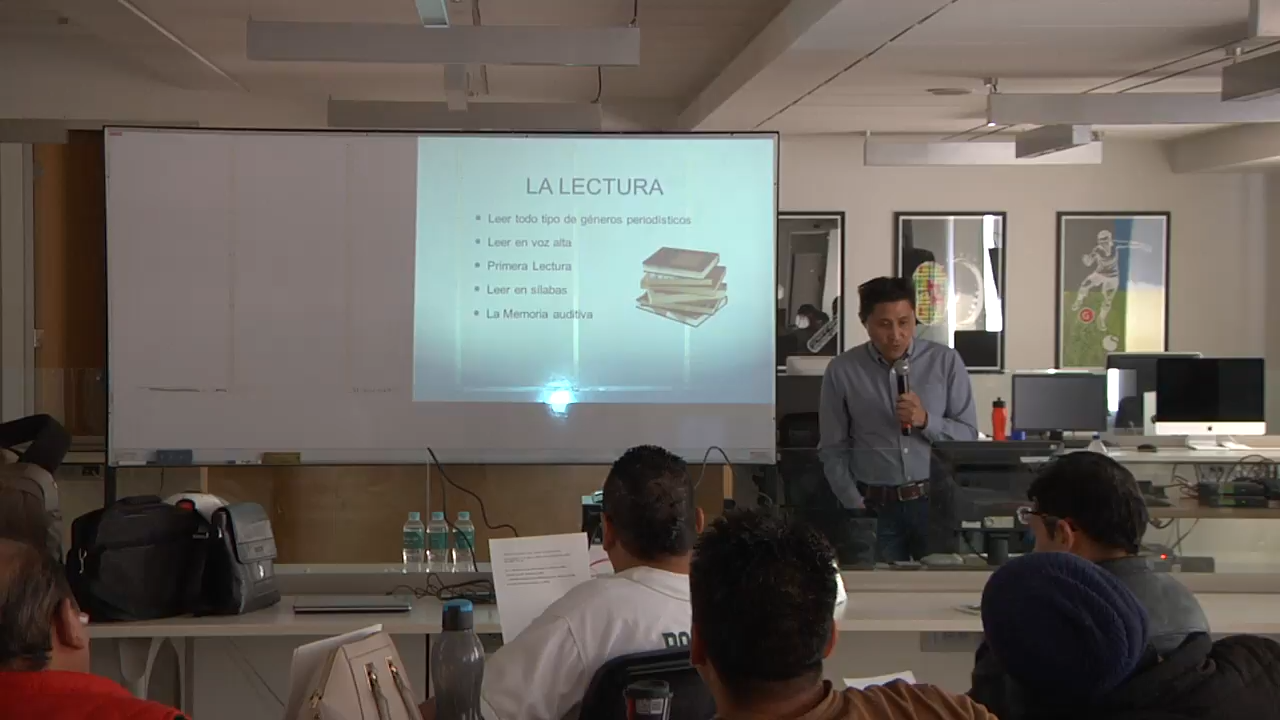 LA LECTURA
Leer todo tipo de géneros periodísticos
Leer en voz alta
Primera Lectura
Leer en sílabas
La Memoria auditiva